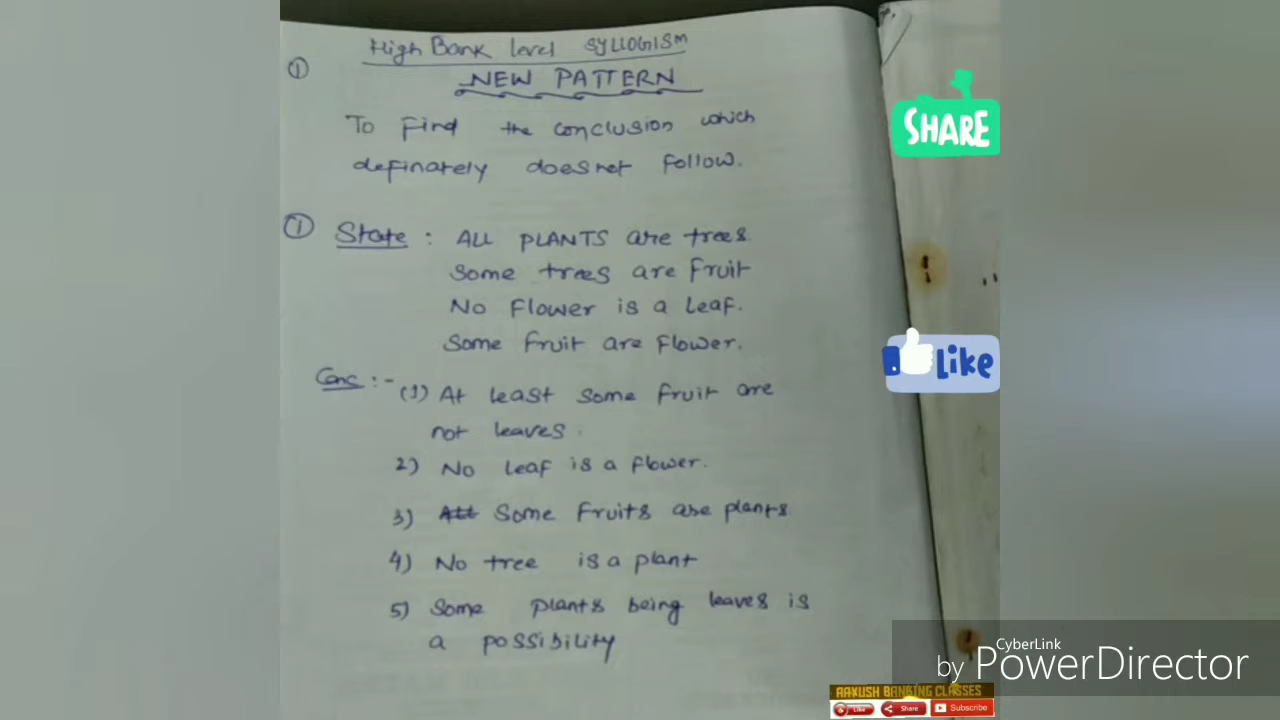 High Bank level SYLLOGISM
①
NEW PATTERN
To Find the conclusion which
definately does not follow.
① State : ALL PLANTS are trees.
Some trees are fruit
No Flower is a Leaf.
Some fruit are flower.
Conc :- (1) At least some fruit are
not leaves.
2) No leaf is a flower.
3) All Some Fruits are plants
4) No tree is a plant
5) Some plants being leaves is
a possibility
SHARE
Like
CyberLink
by PowerDirector
AAKUSH BANKING CLASSES
Like Share Subscribe